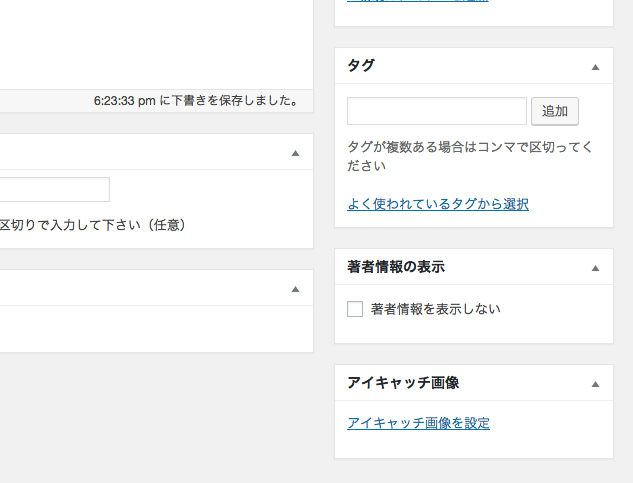 6:23:33 pm に下書きを保存しました。
区切りで入力して下さい（任意）
タグ
追加
タグが複数ある場合はコンマで区切ってく
ださい
よく使われているタグから選択
著者情報の表示
著者情報を表示しない
アイキャッチ画像
アイキャッチ画像を設定